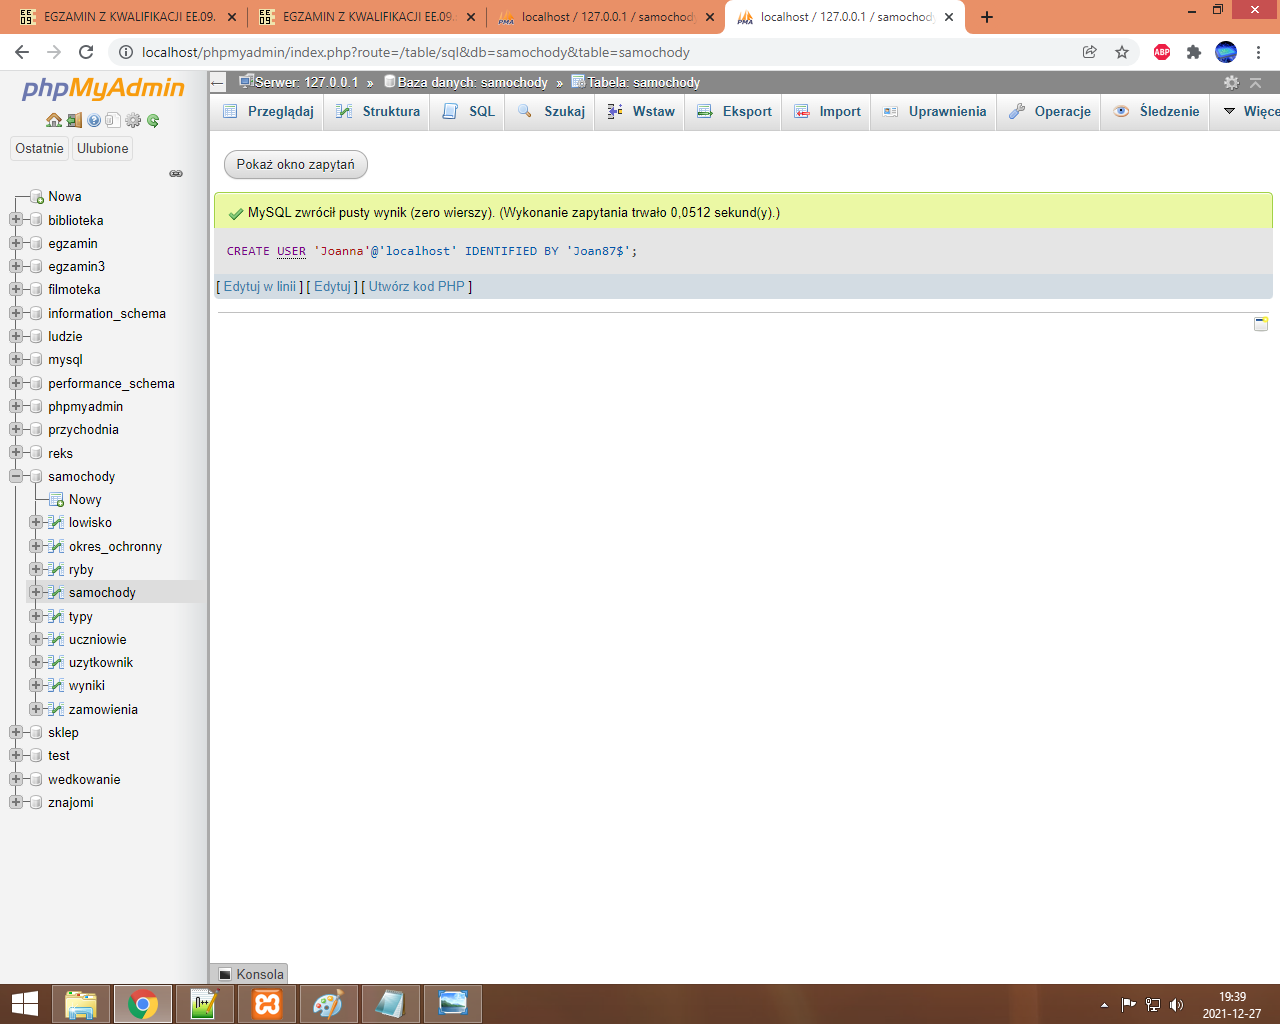 EGZAMIN Z KWALIFIKACJI EE.09.
EGZAMIN Z KWALIFIKACJI EE.09.
localhost / 127.0.0.1 / samochody
localhost / 127.0.0.1 / samochody
localhost/phpmyadmin/index.php?route=/table/sql&db=samochody&table=samochody
ABP
phpMyAdmin
Ostatnie
Ulubione
Nowa
biblioteka
egzamin
egzamin3
filmoteka
information_schema
ludzie
mysql
performance_schema
phpmyadmin
przychodnia
reks
samochody
Nowy
lowisko
okres_ochronny
ryby
samochody
typy
uczniowie
uzytkownik
wyniki
zamowienia
sklep
test
wedkowanie
znajomi
Serwer: 127.0.0.1 » Baza danych: samochody » Tabela: samochody
Przeglądaj Struktura SQL Szukaj Wstaw Eksport Import Uprawnienia Operacje Śledzenie Więce
Pokaż okno zapytań
MySQL zwrócił pusty wynik (zero wierszy). (Wykonanie zapytania trwało 0,0512 sekund(y).)
CREATE USER 'Joanna'@'localhost' IDENTIFIED BY 'Joan87$';
[ Edytuj w linii ] [ Edytuj ] [ Utwórz kod PHP ]
Konsola
19:39
2021-12-27